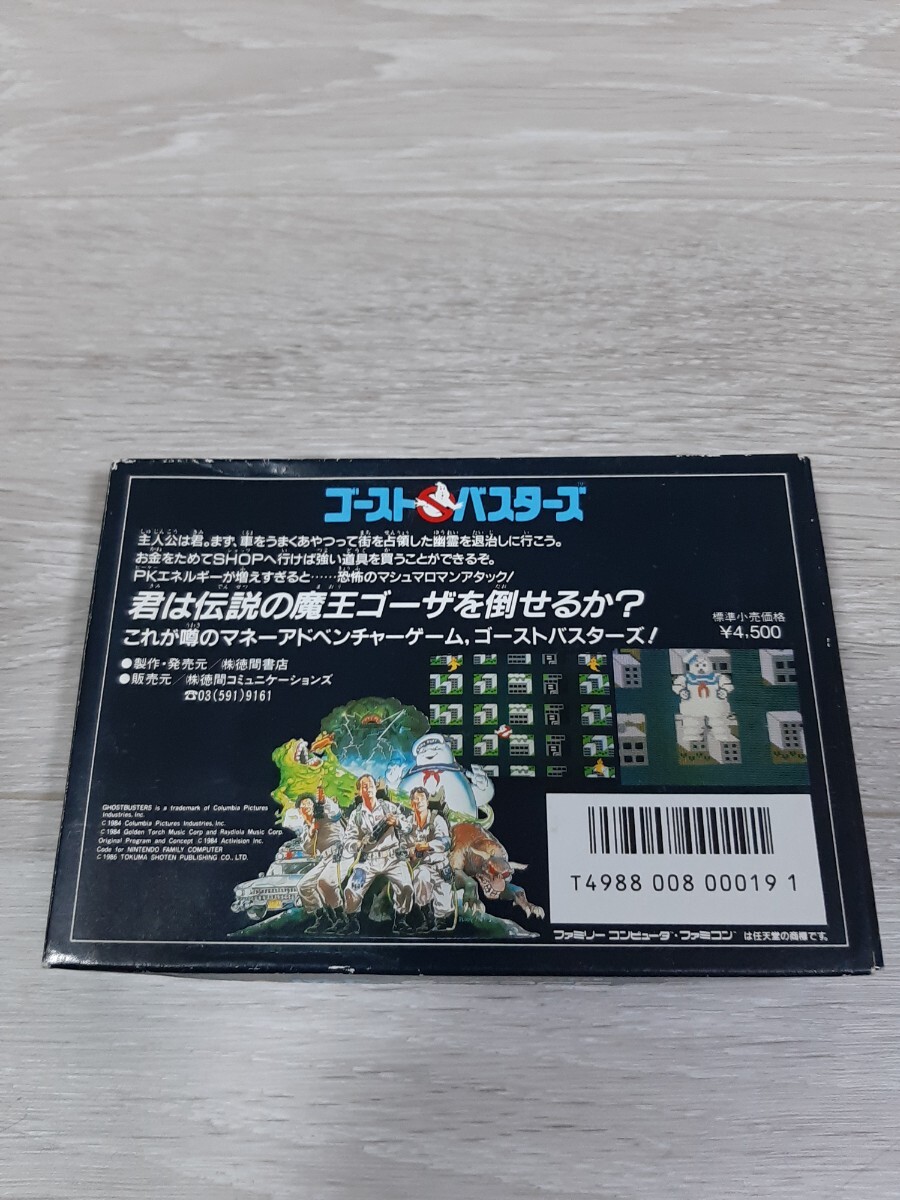 ゴーストバスターズ
主人公は君。まず、車をうまくあやつって街を占領した幽霊を退治しに行こう。
お金をためてSHOPへ行けば強い道具を買うことができるぞ。
PKエネルギーが増えすぎると……恐怖のマシュマロマンアタック!
君は伝説の魔王ゴーザを倒せるか?
これが噂のマネーアドベンチャーゲーム,ゴーストバスターズ!
標準小売価格
¥4,500
●製作・発売元/㈱徳間書店
●販売元/㈱徳間コミュニケーションズ
☎03(591)9161
GHOSTBUSTERS is a trademark of Columbia Pictures
Industries, Inc.
©1984 Columbia Pictures Industries, Inc.
©1984 Golden Torch Music Corp and Raydiola Music Corp.
Original Program and Concept ©1984 Activision Inc.
Code for NINTENDO FAMILY COMPUTER
©1986 TOKUMA SHOTEN PUBLISHING CO., LTD.
T4988 008 00019 1
ファミリー コンピュータ・ファミコンは任天堂の商標です。